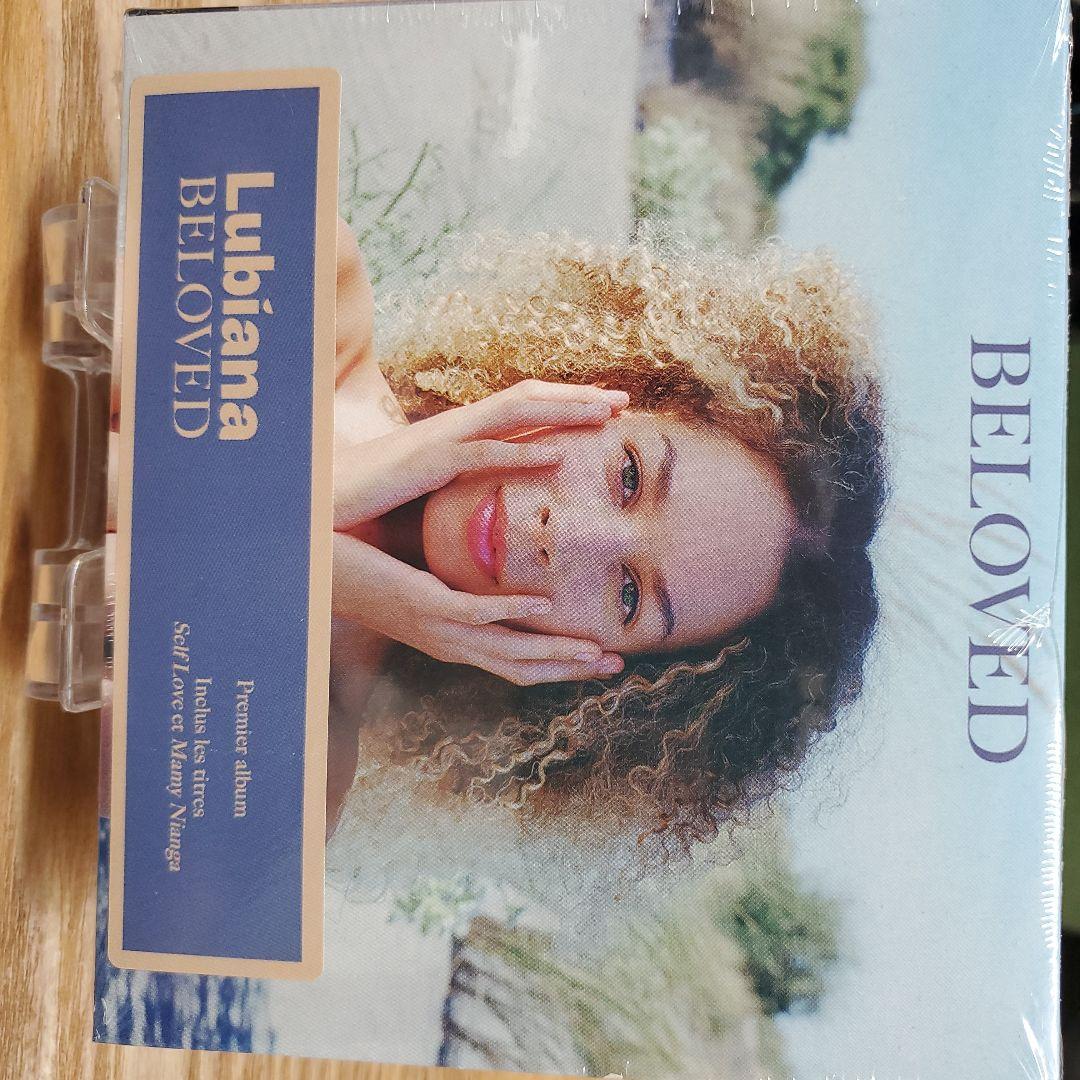 BELOVED
Lubiana
BELOVED
Premier album
Inclus les titres
Self Love et Mamy Nianga